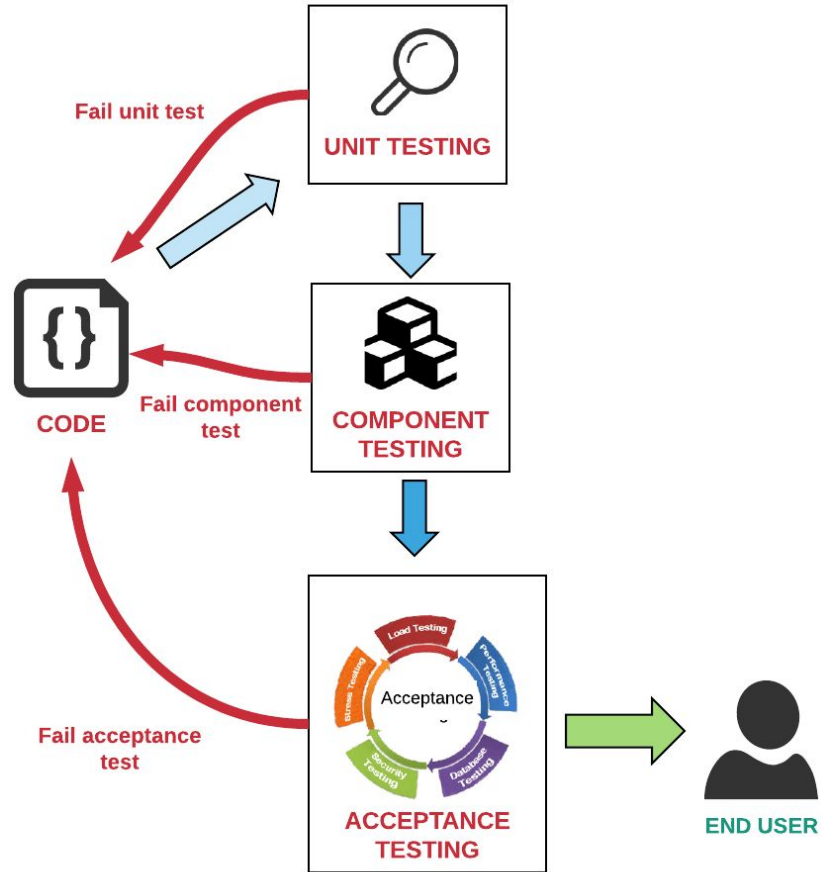 Fail unit test
UNIT TESTING
{}
CODE
Fail component
test
COMPONENT
TESTING
Load Testing
Performance
Testing
Stress Testing
Acceptance
Security
Testing
Database
Testing
Fail acceptance
test
ACCEPTANCE
TESTING
END USER